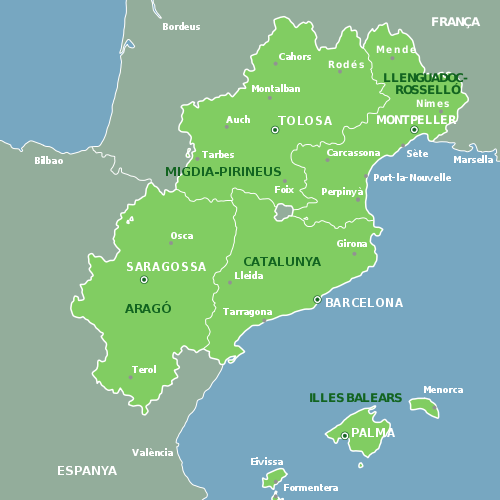 FRANÇA
Bordeus
Mende
Cahors
Rodés
LLENGUADOC-
ROSSELLÓ
Montalban
Nimes
Auch
TOLOSA
MONTPELLER
Bilbao
Tarbes
Carcassona
Sète
Marsella
MIGDIA-PIRINEUS
Port-la-Nouvelle
Foix
Perpinyà
Osca
Girona
SARAGOSSA
CATALUNYA
Lleida
ARAGÓ
Tarragona
BARCELONA
Terol
Menorca
ILLES BALEARS
PALMA
València
Eivissa
ESPANYA
Formentera